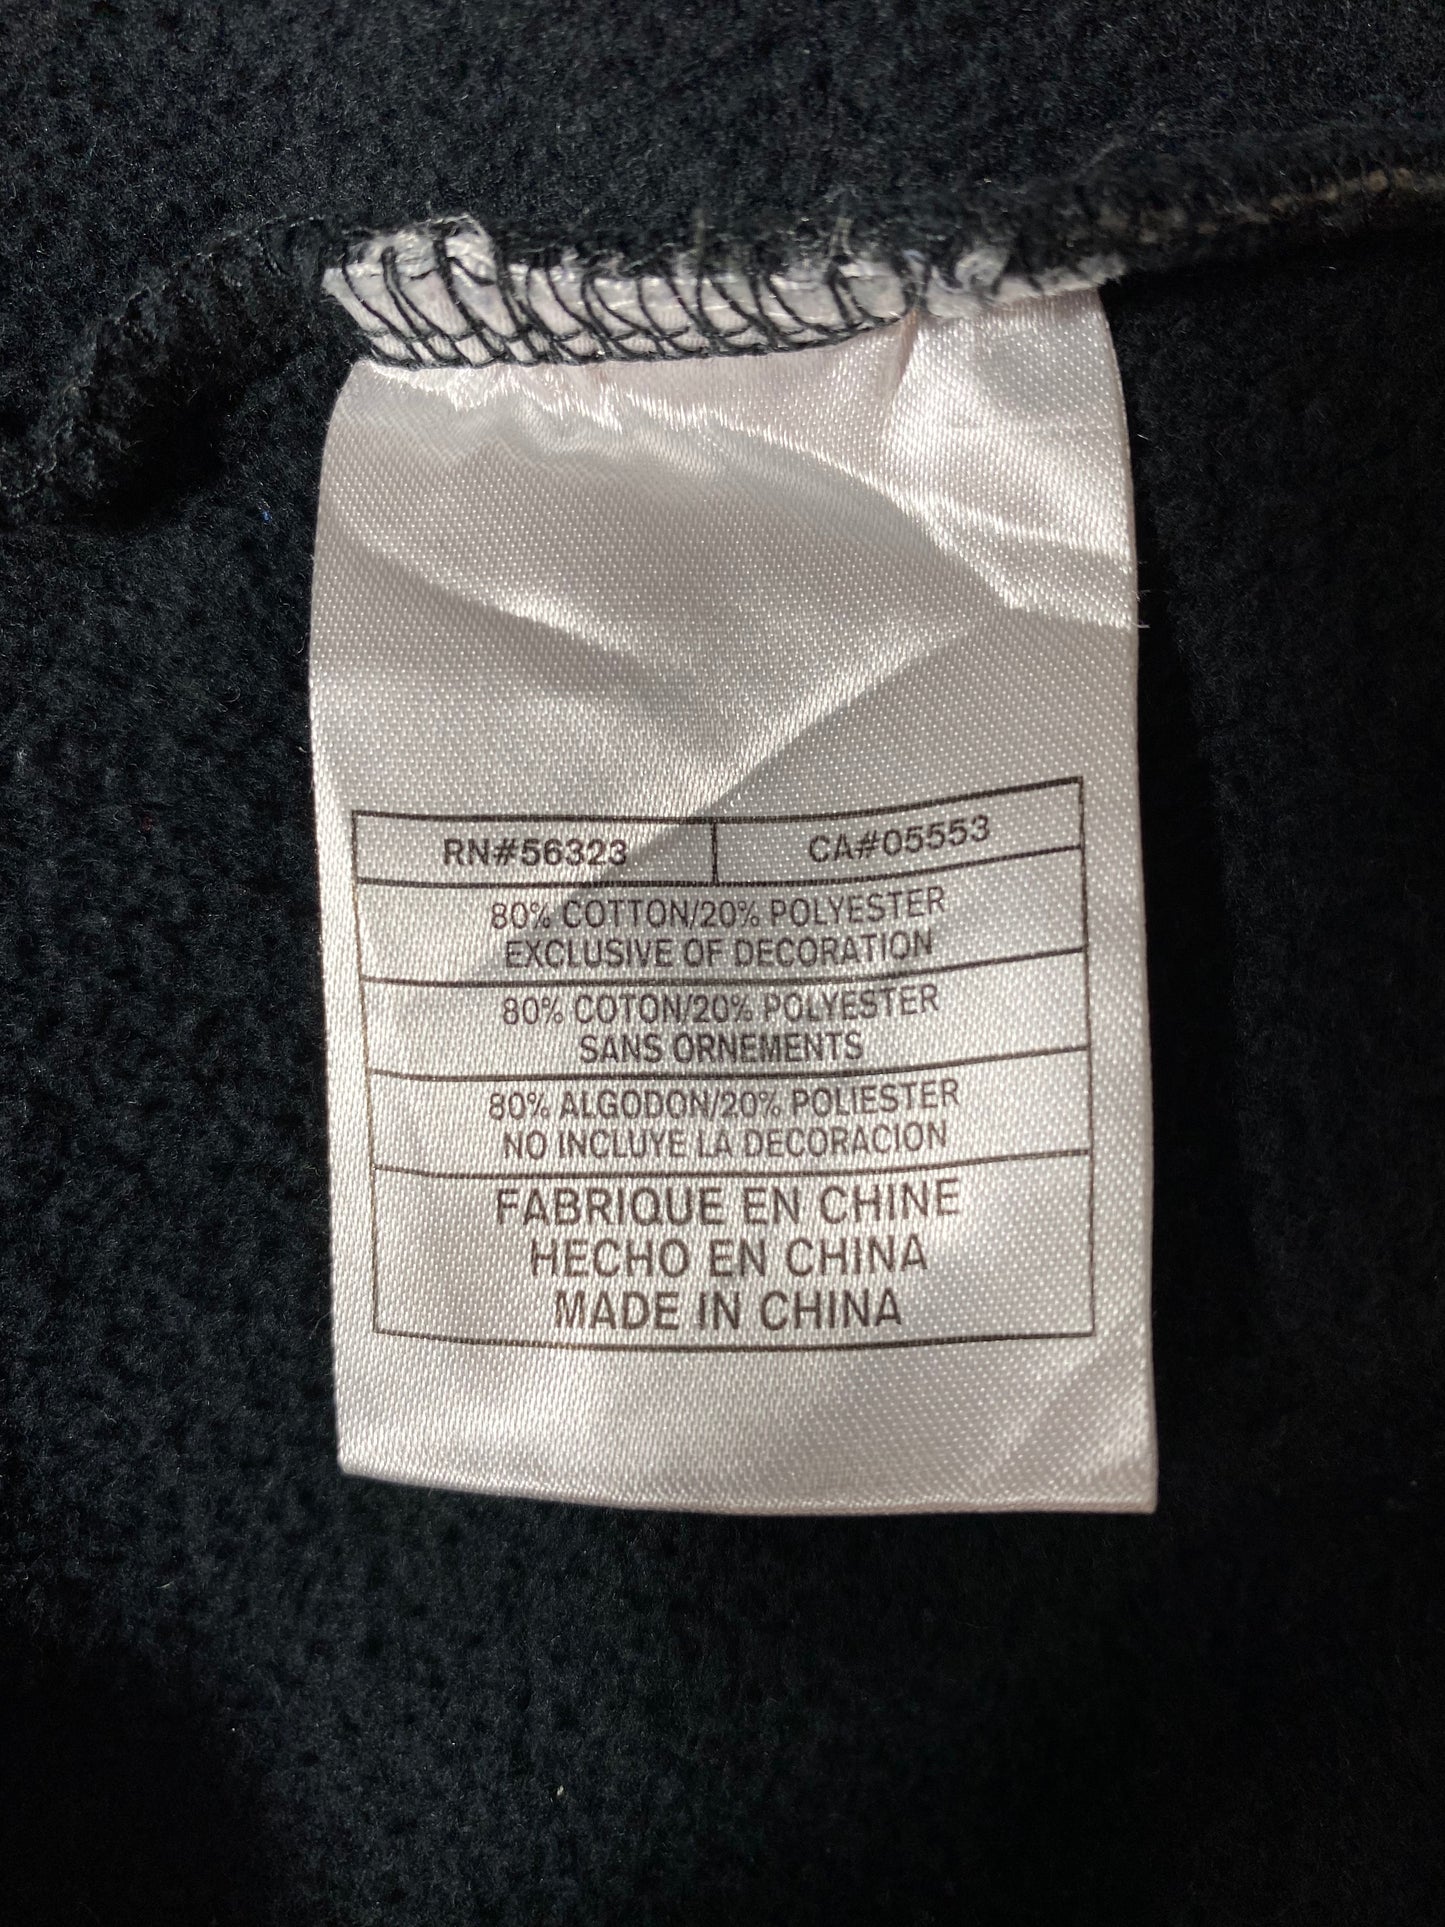 RN#56323 CA#05553
80% COTTON/20% POLYESTER
EXCLUSIVE OF DECORATION
80% COTON/20% POLYESTER
SANS ORNEMENTS
80% ALGODON/20% POLIESTER
NO INCLUYE LA DECORACION
FABRIQUE EN CHINE
HECHO EN CHINA
MADE IN CHINA